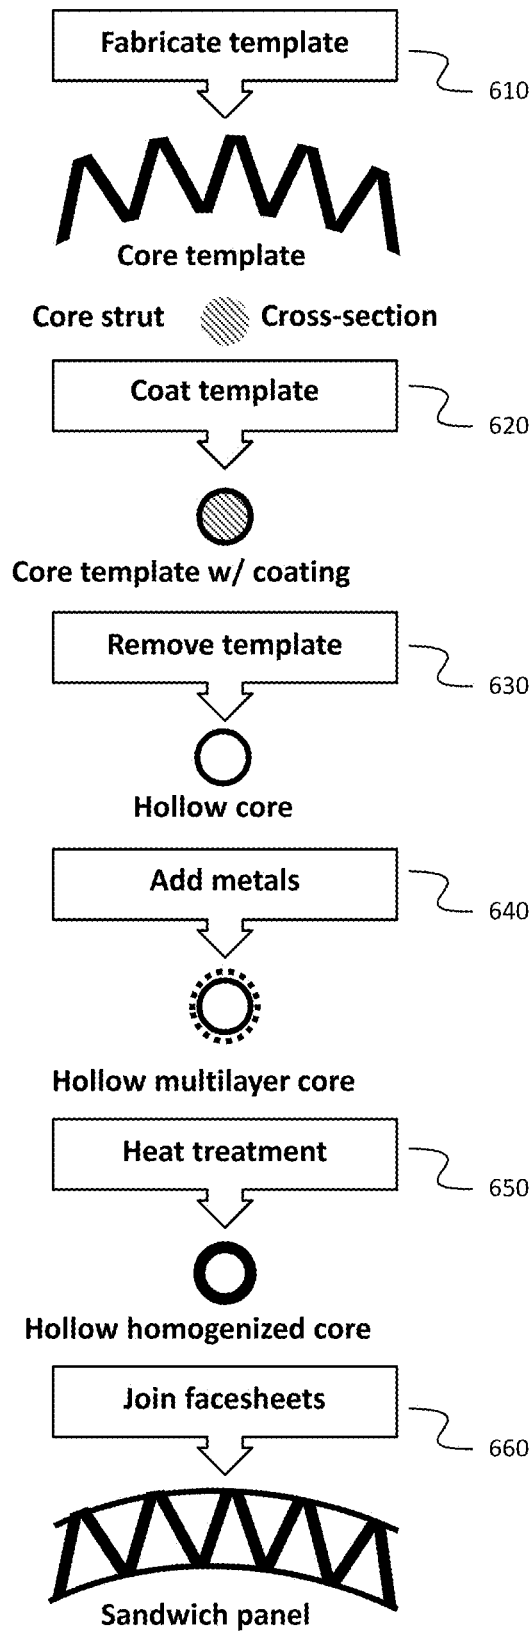 Fabricate template
610
Core template
Core strut Cross-section
Coat template
620
Core template w/ coating
Remove template
630
Hollow core
Add metals
640
Hollow multilayer core
Heat treatment
650
Hollow homogenized core
Join facesheets
660
Sandwich panel